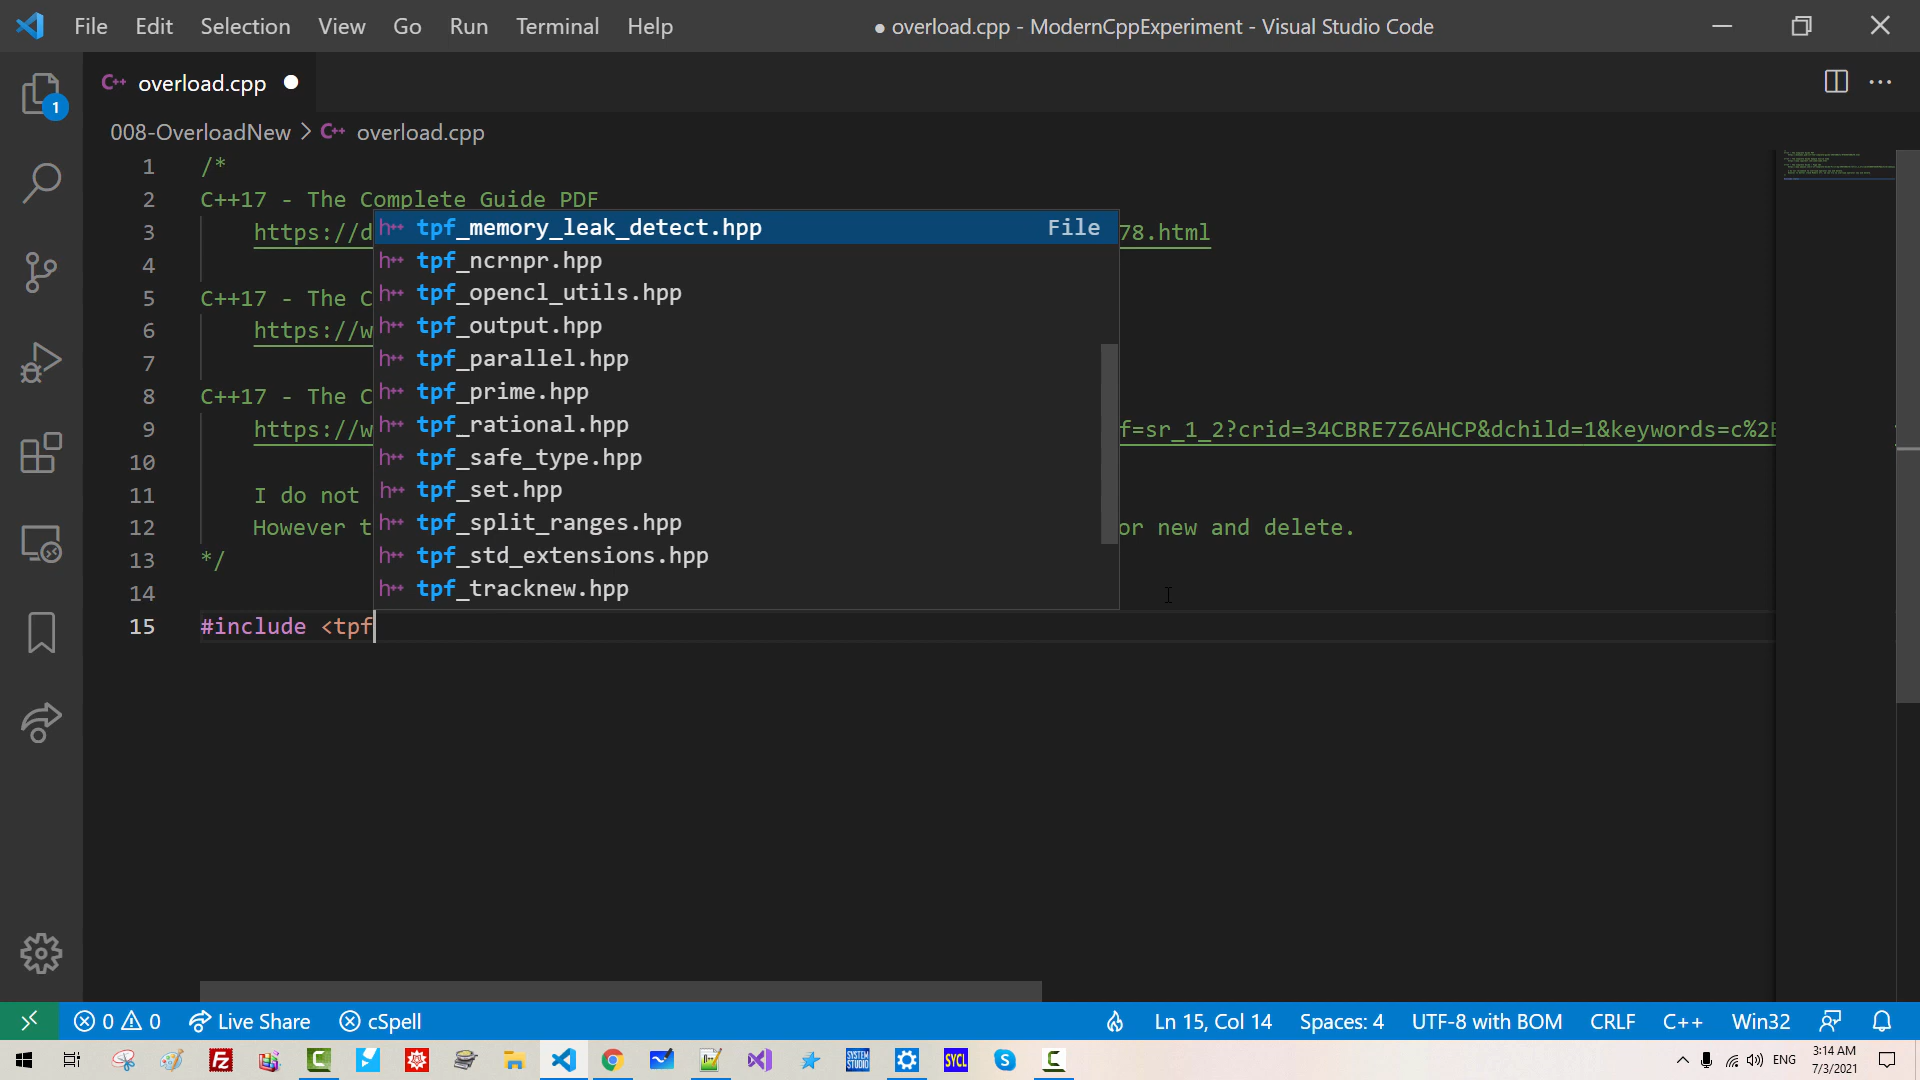 File Edit Selection View Go Run Terminal Help
● overload.cpp - ModernCppExperiment - Visual Studio Code
1
C++ overload.cpp
008-OverloadNew > C++ overload.cpp
1 /*
2 C++17 - The Complete Guide PDF
3 https://d 78.html
4
5 C++17 - The C
6 https://w
7
8 C++17 - The C
9 https://w f=sr_1_2?crid=34CBRE7Z6AHCP&dchild=1&keywords=c%2
10
11 I do not
12 However t or new and delete.
13 */
14
15 #include <tpf
tpf_memory_leak_detect.hpp File
tpf_ncrnpr.hpp
tpf_opencl_utils.hpp
tpf_output.hpp
tpf_parallel.hpp
tpf_prime.hpp
tpf_rational.hpp
tpf_safe_type.hpp
tpf_set.hpp
tpf_split_ranges.hpp
tpf_std_extensions.hpp
tpf_tracknew.hpp
0 0 Live Share cSpell Ln 15, Col 14 Spaces: 4 UTF-8 with BOM CRLF C++ Win32
SYSTEM STUDIO SYCL ENG 3:14 AM
7/3/2021